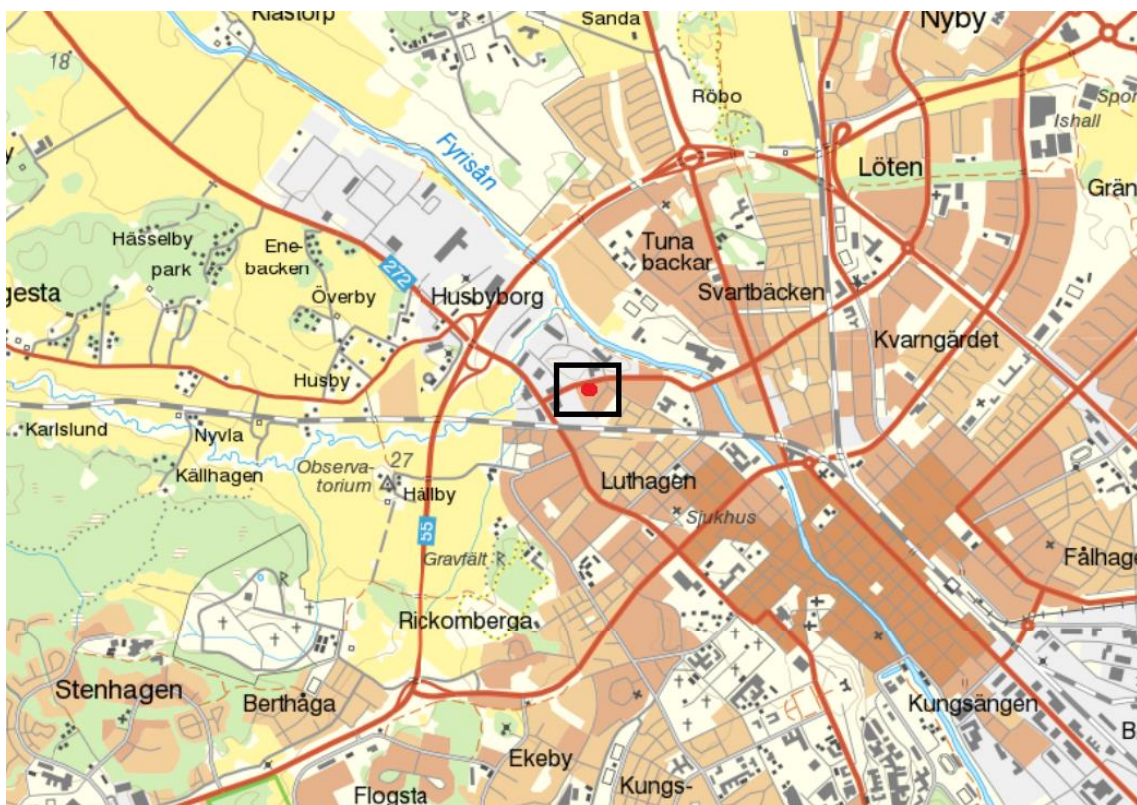 Klastorp
Sanda
Nyby
18
Röbo
Spor
Ishall
Fyrisån
Löten
Grän
Hässelby
park
Ene-
backen
Tuna
backar
272
gesta
Överby
Husbyborg
Svartbäcken
Kvarngärdet
Husby
Karlslund
Nyvla
Källhagen
Observa-
torium
27
Hällby
Luthagen
Sjukhus
55
Gravfält
Fålhage
Rickomberga
Stenhagen
Berthåga
Kungsängen
Ekeby
Kungs-
Flogsta